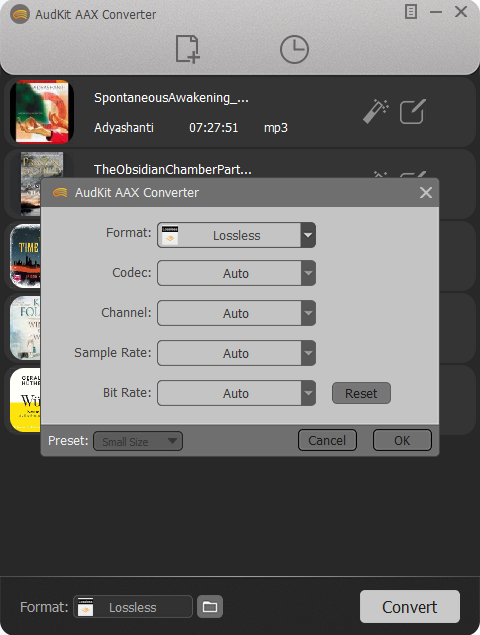 AudKit AAX Converter
SpontaneousAwakening_...
Adyashanti 07:27:51 mp3
TheObsidianChamberPart...
AudKit AAX Converter
Format: Lossless
Codec: Auto
Channel: Auto
Sample Rate: Auto
Bit Rate: Auto Reset
Preset: Small Size Cancel OK
TIME
Format: Lossless Convert